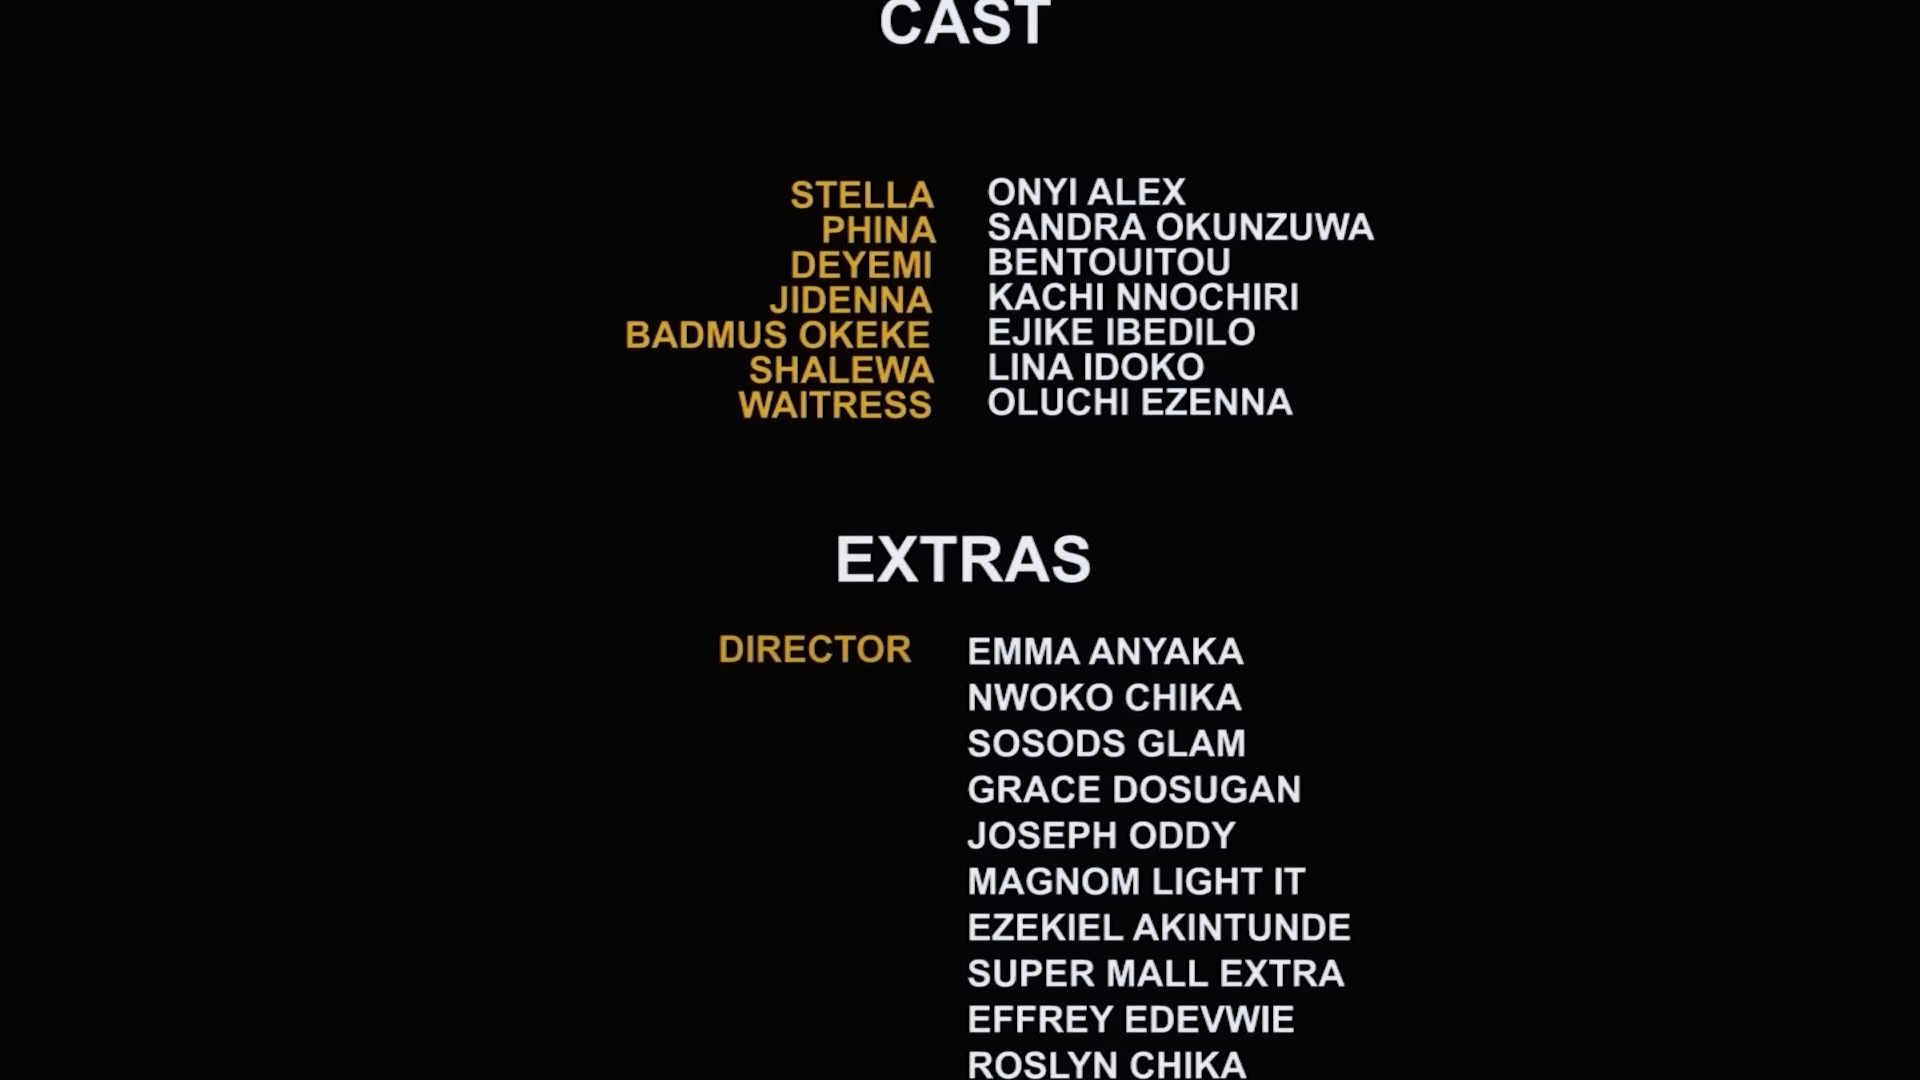 CAST
STELLA ONYI ALEX
PHINA SANDRA OKUNZUWA
DEYEMI BENTOUITOU
JIDENNA KACHI NNOCHIRI
BADMUS OKEKE EJIKE IBEDILO
SHALEWA LINA IDOKO
WAITRESS OLUCHI EZENNA
EXTRAS
DIRECTOR EMMA ANYAKA
NWOKO CHIKA
SOSODS GLAM
GRACE DOSUGAN
JOSEPH ODDY
MAGNOM LIGHT IT
EZEKIEL AKINTUNDE
SUPER MALL EXTRA
EFFREY EDEVWIE
ROSLYN CHIKA